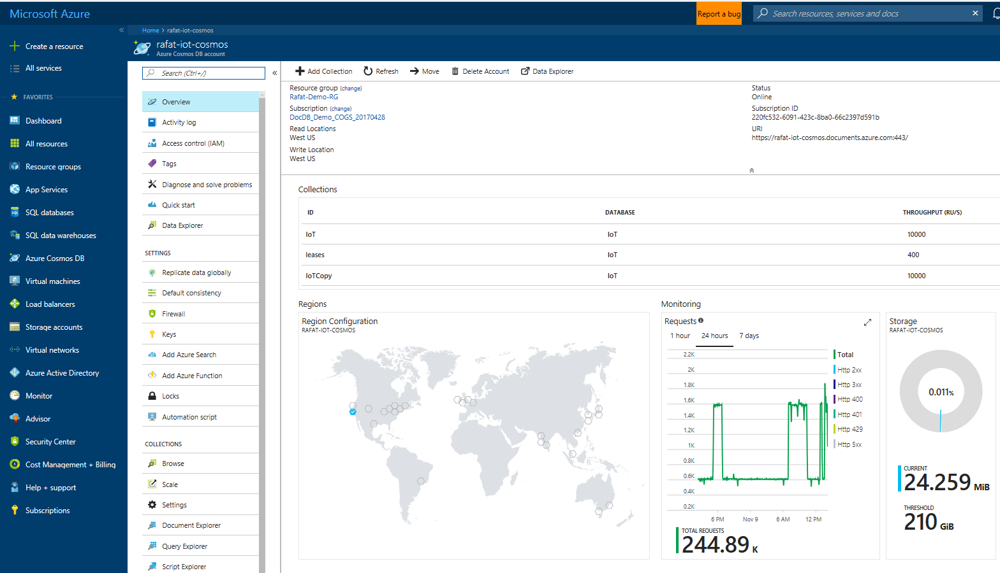 Microsoft Azure
Report a bug
Search resources, services and docs
Home > rafat-iot-cosmos
rafat-iot-cosmos
Azure Cosmos DB account
Create a resource
All services
FAVORITES
Dashboard
All resources
Resource groups
App Services
SQL databases
SQL data warehouses
Azure Cosmos DB
Virtual machines
Load balancers
Storage accounts
Virtual networks
Azure Active Directory
Monitor
Advisor
Security Center
Cost Management + Billing
Help + support
Subscriptions
Search (Ctrl+/)
Overview
Activity log
Access control (IAM)
Tags
Diagnose and solve problems
Quick start
Data Explorer
SETTINGS
Replicate data globally
Default consistency
Firewall
Keys
Add Azure Search
Add Azure Function
Locks
Automation script
COLLECTIONS
Browse
Scale
Settings
Document Explorer
Query Explorer
Script Explorer
Add Collection Refresh Move Delete Account Data Explorer
Resource group (change)
Rafat-Demo-RG
Subscription (change)
DocDB_Demo_COGS_20170428
Read Locations
West US
Write Location
West US
Status
Online
Subscription ID
220fc532-6091-423c-8ba0-66c2397d591b
URI
https://rafat-iot-cosmos.documents.azure.com:443/
Collections
ID DATABASE THROUGHPUT (RU/S)
IoT IoT 10000
leases IoT 400
IoTCopy IoT 10000
Regions
Region Configuration
RAFAT-IOT-COSMOS
Monitoring
Requests
1 hour 24 hours 7 days
2.2K
2K
1.8K
1.6K
1.4K
1.2K
1K
0.8K
0.6K
0.4K
0.2K
6 PM Nov 9 6 AM 12 PM
Total
Http 2xx
Http 3xx
Http 400
Http 401
Http 429
Http 5xx
TOTAL REQUESTS
244.89 K
Storage
RAFAT-IOT-COSMOS
0.011%
CURRENT
24.259 MiB
THRESHOLD
210 GiB